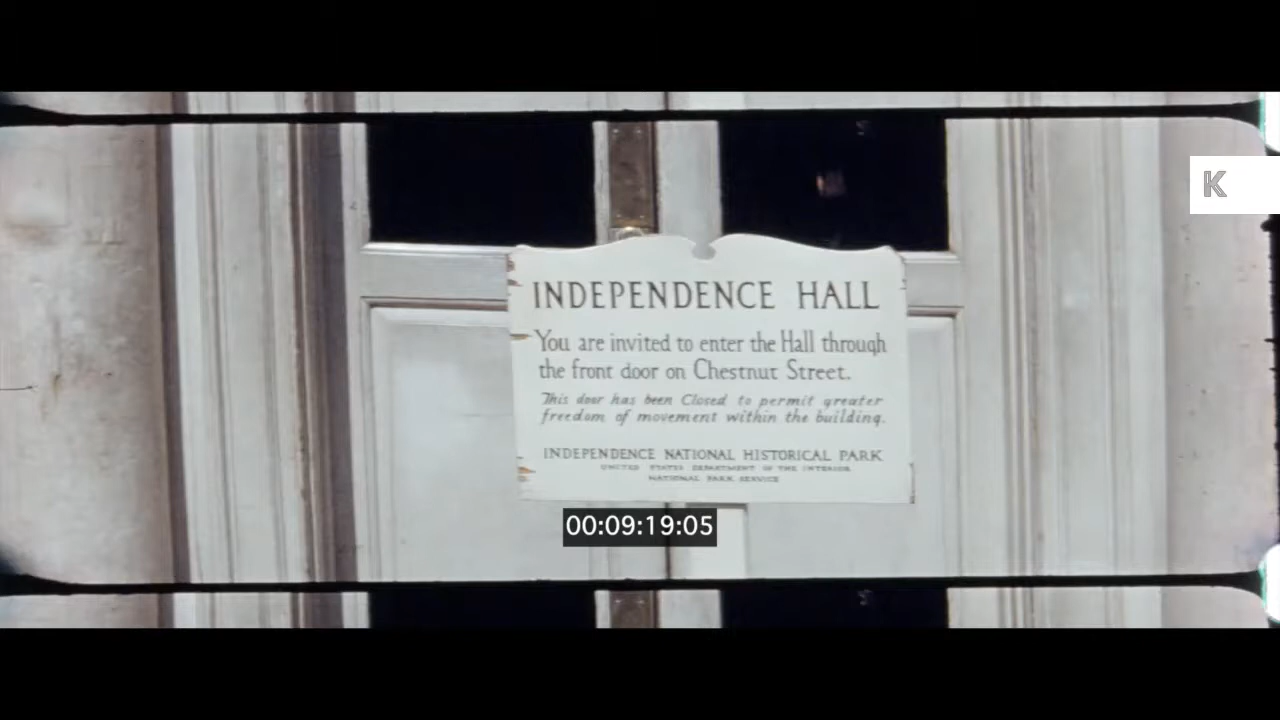 K
INDEPENDENCE HALL
You are invited to enter the Hall through
the front door on Chestnut Street.
This door has been Closed to permit greater
freedom of movement within the building.
INDEPENDENCE NATIONAL HISTORICAL PARK
UNITED STATES DEPARTMENT OF THE INTERIOR
NATIONAL PARK SERVICE
00:09:19:05